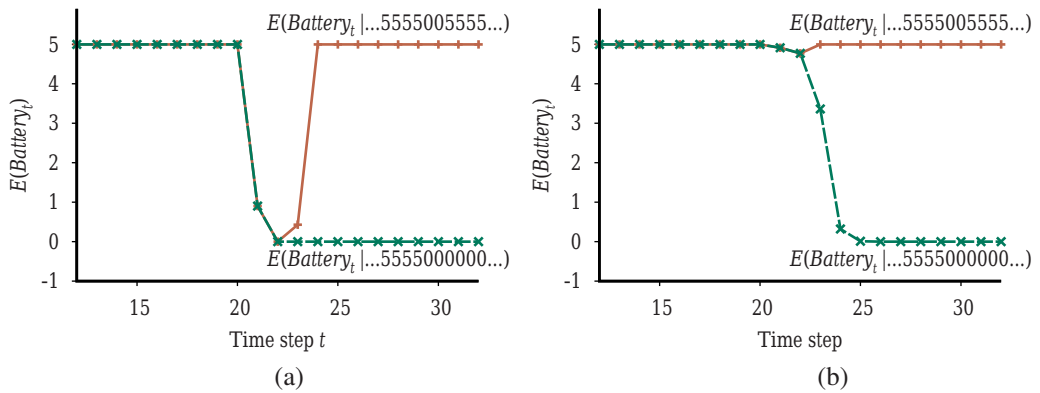 E(Battery_t |...5555005555...)
5
4
3
2
1
0
-1
E(Battery_t)
E(Battery_t |...5555000000...)
15 20 25 30
Time step t
(a)
E(Battery_t |...5555005555...)
5
4
3
2
1
0
-1
E(Battery_t)
E(Battery_t |...5555000000...)
15 20 25 30
Time step
(b)